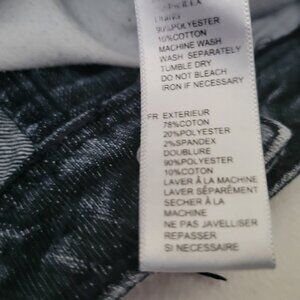 90%POLYESTER
10%COTTON
MACHINE WASH
WASH SEPARATELY
TUMBLE DRY
DO NOT BLEACH
IRON IF NECESSARY
FR EXTERIEUR
78%COTON
20%POLYESTER
2%SPANDEX
DOUBLURE
90%POLYESTER
10%COTON
LAVER À LA MACHINE
LAVER SÉPARÉMENT
SECHER À LA
MACHINE
NE PAS JAVELLISER
REPASSER
SI NECESSAIRE